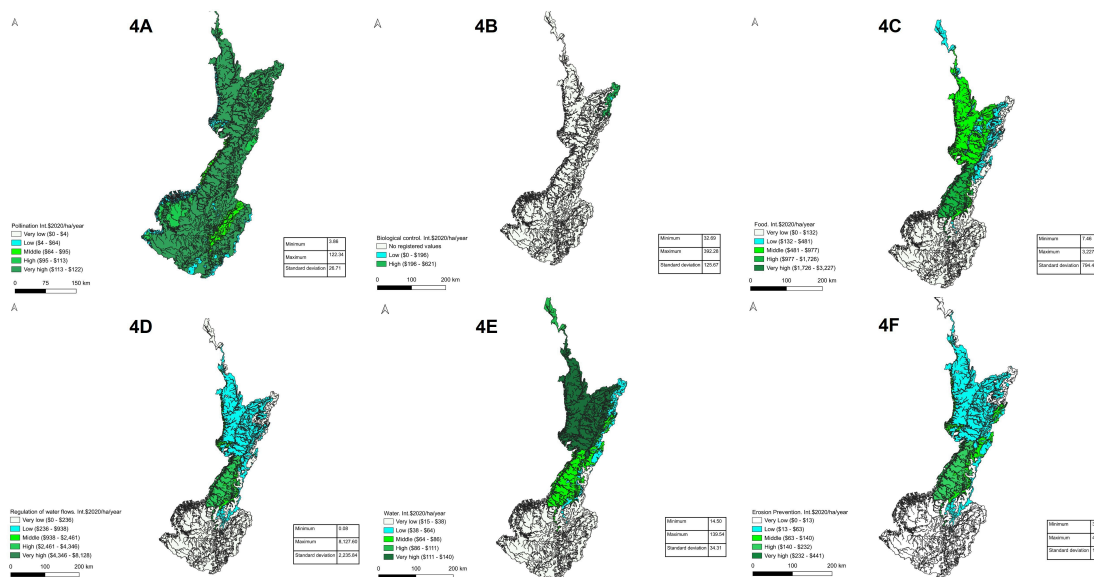 4A
Pollination Int.$2020/ha/year
Very low ($0 - $4)
Low ($4 - $64)
Middle ($64 - $95)
High ($95 - $113)
Very high ($113 - $122)
0 75 150 km
Minimum 3.86
Maximum 122.34
Standard deviation 26.71
4B
Biological control. Int.$2020/ha/year
No registered values
Low ($0 - $196)
High ($196 - $621)
0 100 200 km
Minimum 32.69
Maximum 392.28
Standard deviation 125.67
4C
Food. Int.$2020/ha/year
Very low ($0 - $132)
Low ($132 - $481)
Middle ($481 - $977)
High ($977 - $1,726)
Very high ($1,726 - $3,227)
0 100 200 km
Minimum 7.46
Maximum 3,227
Standard deviation 794.4
4D
Regulation of water flows. Int.$2020/ha/year
Very low ($0 - $236)
Low ($236 - $938)
Middle ($938 - $2,461)
High ($2,461 - $4,346)
Very high ($4,346 - $8,128)
0 100 200 km
Minimum 0.08
Maximum 8,127.60
Standard deviation 2,235.84
4E
Water. Int.$2020/ha/year
Very low ($15 - $38)
Low ($38 - $64)
Middle ($64 - $86)
High ($86 - $111)
Very high ($111 - $140)
0 100 200 km
Minimum 14.50
Maximum 139.54
Standard deviation 34.31
4F
Erosion Prevention. Int.$2020/ha/year
Very Low ($0 - $13)
Low ($13 - $63)
Middle ($63 - $140)
High ($140 - $232)
Very high ($232 - $441)
0 100 200 km